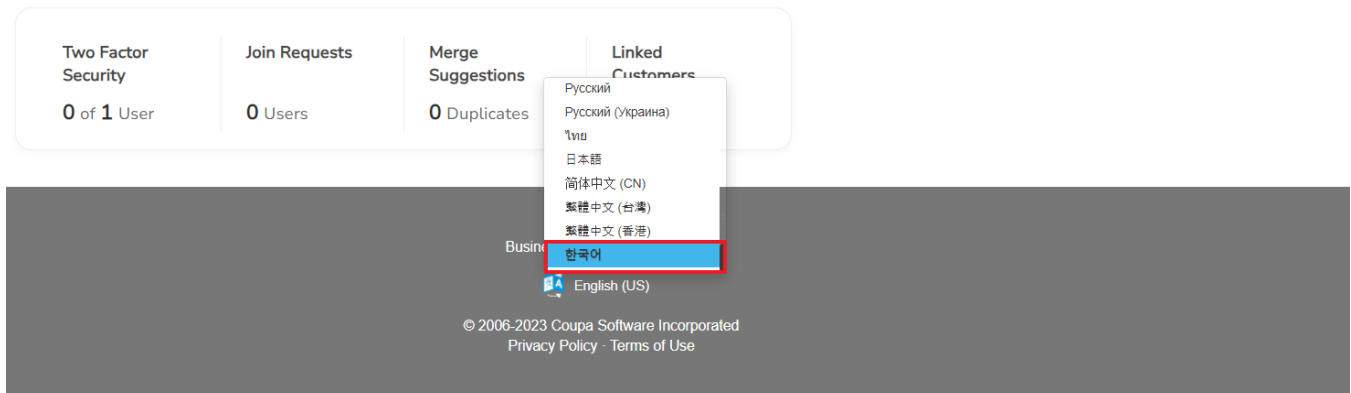 Two Factor
Security
0 of 1 User
Join Requests
0 Users
Merge
Suggestions
0 Duplicates
Linked
Customers
Русский
Русский (Украина)
ไทย
日本語
简体中文 (CN)
繁體中文 (台灣)
繁體中文 (香港)
한국어
English (US)
© 2006-2023 Coupa Software Incorporated
Privacy Policy - Terms of Use